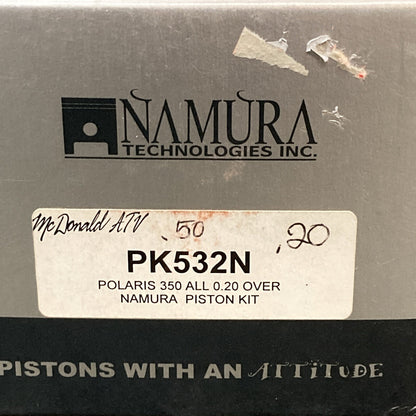 NAMURA
TECHNOLOGIES INC.
McDonald ATV .50 .20
PK532N
POLARIS 350 ALL 0.20 OVER
NAMURA PISTON KIT
PISTONS WITH AN ATTITUDE